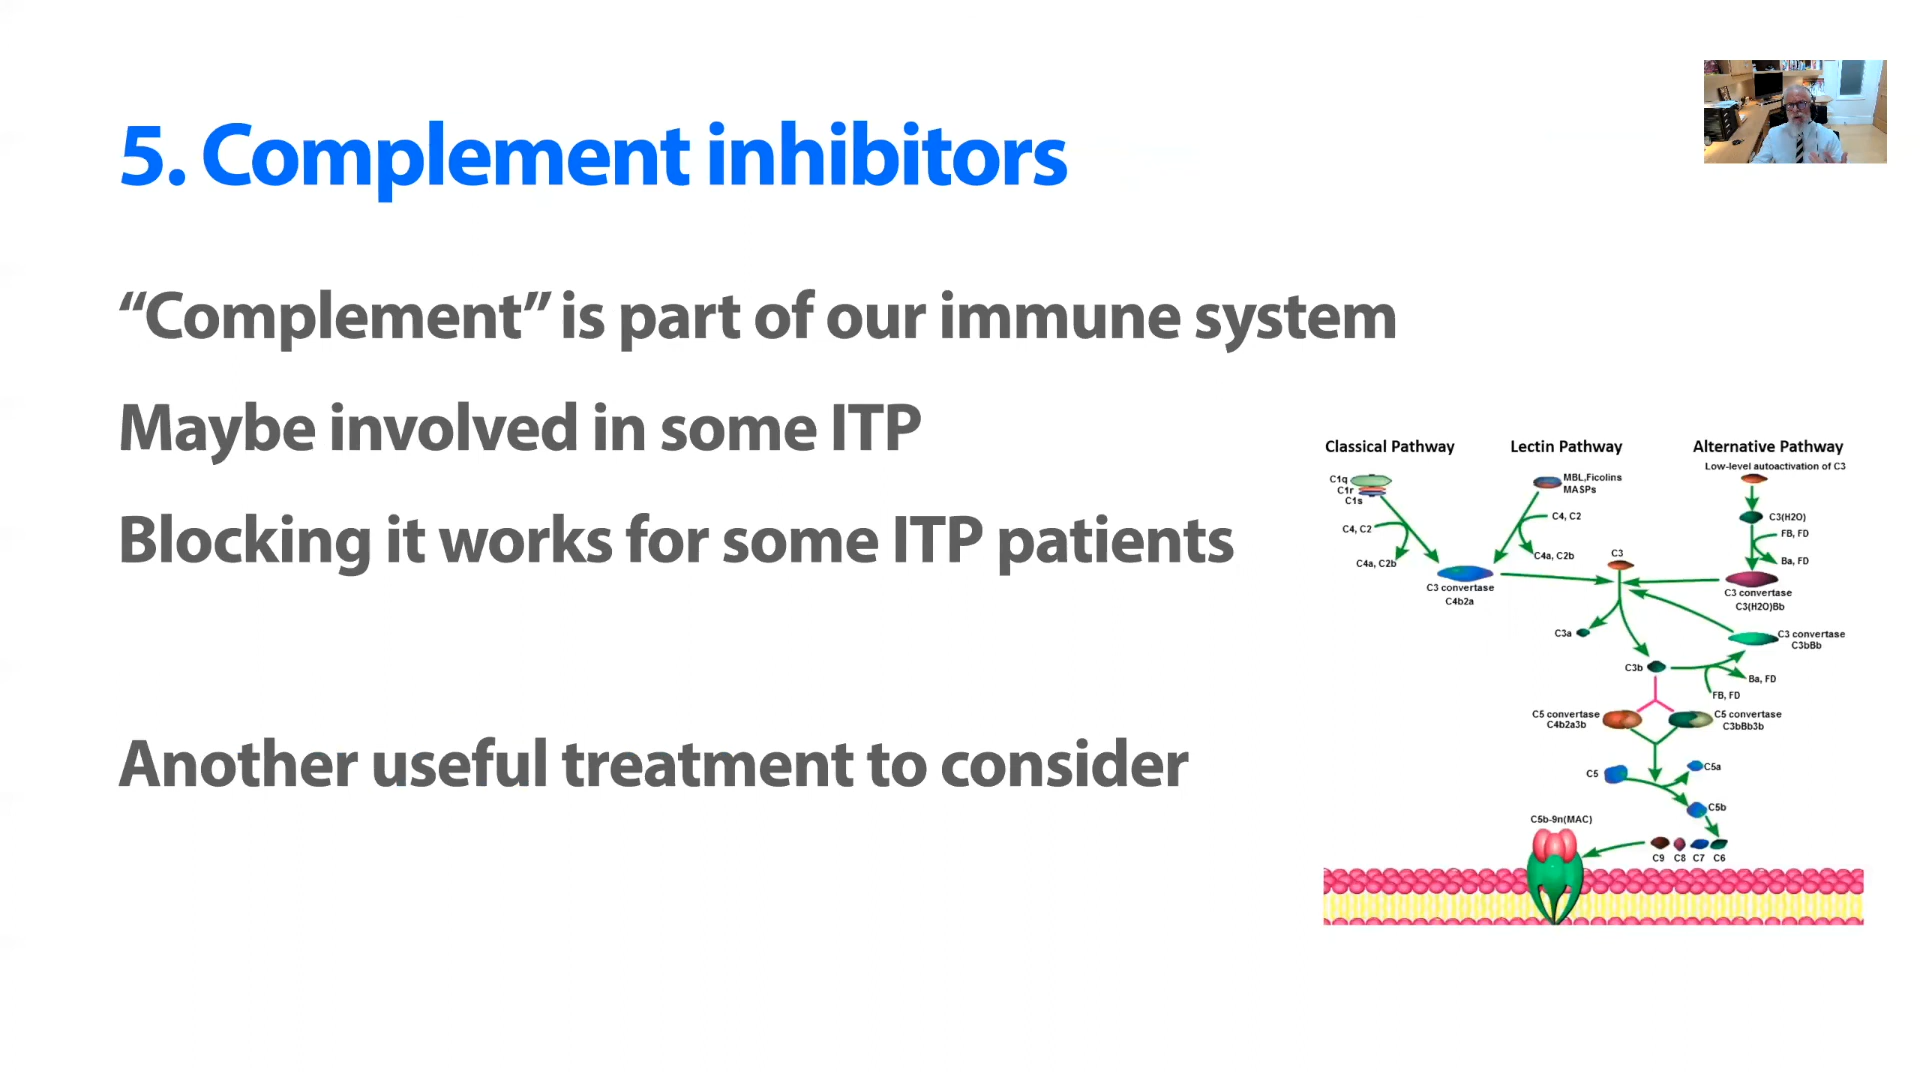 5. Complement inhibitors
“Complement” is part of our immune system
Maybe involved in some ITP
Blocking it works for some ITP patients
Another useful treatment to consider
Classical Pathway
Lectin Pathway
Alternative Pathway
Low-level autoactivation of C3
C1q
C1r
C1s
MBL,Ficolins
MASPs
C3(H2O)
C4, C2
C4, C2
FB, FD
C4a, C2b
C4a, C2b
C3
Ba, FD
C3 convertase
C4b2a
C3 convertase
C3(H2O)Bb
C3a
C3 convertase
C3bBb
C3b
Ba, FD
FB, FD
C5 convertase
C4b2a3b
C5 convertase
C3bBb3b
C5
C5a
C5b
C5b-9n(MAC)
C9 C8 C7 C6